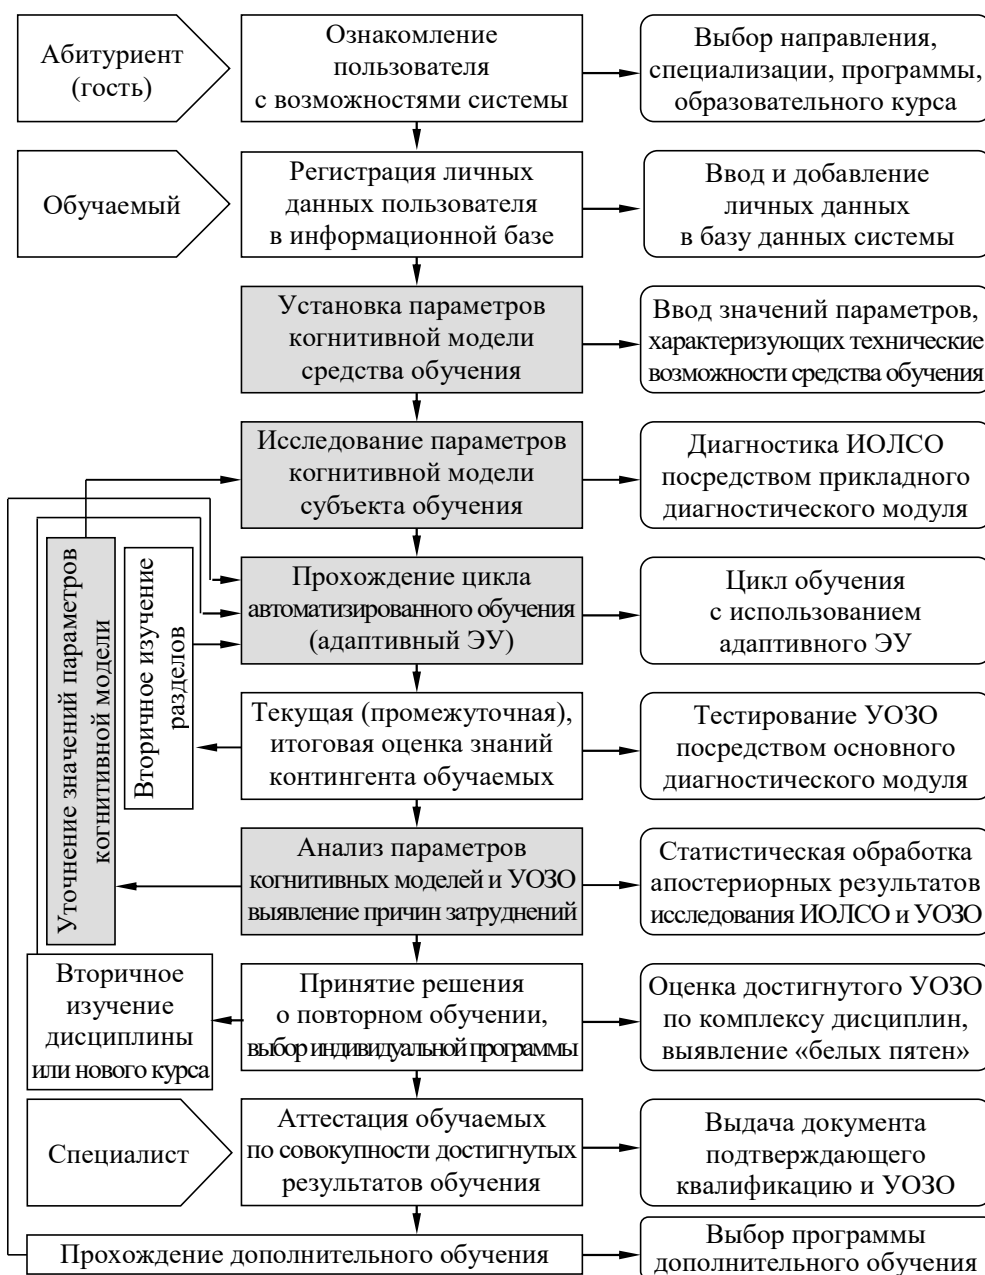 Абитуриент
(гость)
Ознакомление
пользователя
с возможностями системы
Выбор направления,
специализации, программы,
образовательного курса
Обучаемый
Регистрация личных
данных пользователя
в информационной базе
Ввод и добавление
личных данных
в базу данных системы
Установка параметров
когнитивной модели
средства обучения
Ввод значений параметров,
характеризующих технические
возможности средства обучения
Исследование параметров
когнитивной модели
субъекта обучения
Диагностика ИОЛСО
посредством прикладного
диагностического модуля
Уточнение значений параметров
когнитивной модели
Вторичное изучение
разделов
Прохождение цикла
автоматизированного обучения
(адаптивный ЭУ)
Цикл обучения
с использованием
адаптивного ЭУ
Текущая (промежуточная),
итоговая оценка знаний
контингента обучаемых
Тестирование УОЗО
посредством основного
диагностического модуля
Анализ параметров
когнитивных моделей и УОЗО
выявление причин затруднений
Статистическая обработка
апостериорных результатов
исследования ИОЛСО и УОЗО
Вторичное
изучение
дисциплины
или нового курса
Принятие решения
о повторном обучении,
выбор индивидуальной программы
Оценка достигнутого УОЗО
по комплексу дисциплин,
выявление «белых пятен»
Специалист
Аттестация обучаемых
по совокупности достигнутых
результатов обучения
Выдача документа
подтверждающего
квалификацию и УОЗО
Прохождение дополнительного обучения
Выбор программы
дополнительного обучения